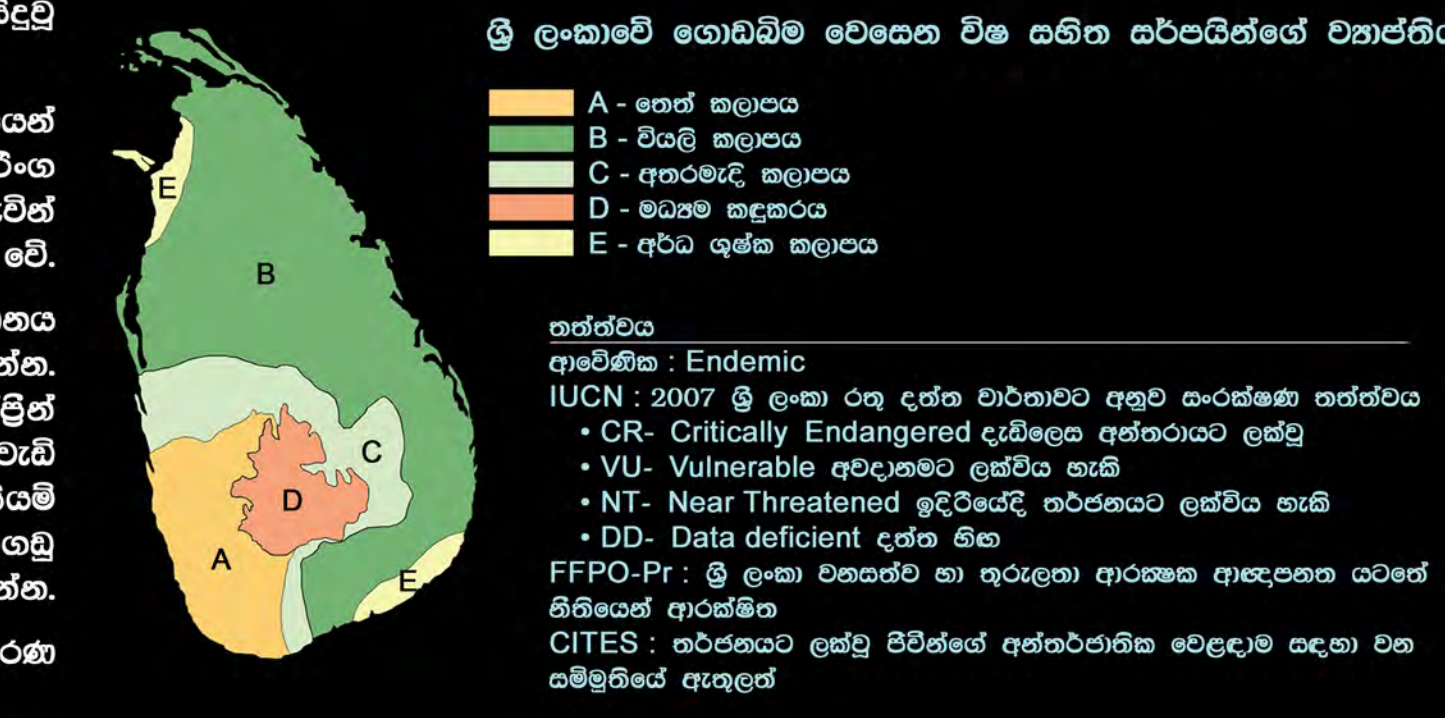 සිදුවූ
යෙන්
රීංග
වින්
වේ.
නය
න්න.
ප්‍රීන්
වැඩි
ගඩු
න්න.
රණ
ශ්‍රී ලංකාවේ ගොඩබිම වෙසෙන විෂ සහිත සර්පයින්ගේ ව්‍යාප්තිය
A - තෙත් කලාපය
B - වියලි කලාපය
C - අතරමැදි කලාපය
D - මධ්‍යම කඳුකරය
E - අර්ධ ශුෂ්ක කලාපය
E
B
C
D
A
E
තත්ත්වය
ආවේණික : Endemic
IUCN : 2007 ශ්‍රී ලංකා රතු දත්ත වාර්තාවට අනුව සංරක්ෂණ තත්ත්වය
• CR- Critically Endangered දැඩිලෙස අන්තරායට ලක්වූ
• VU- Vulnerable අවදානමට ලක්විය හැකි
• NT- Near Threatened ඉදිරියේදී තර්ජනයට ලක්විය හැකි
• DD- Data deficient දත්ත හිඟ
FFPO-Pr : ශ්‍රී ලංකා වනසත්ව හා තුරුලතා ආරක්‍ෂක ආඥාපනත යටතේ
නීතියෙන් ආරක්ෂිත
CITES : තර්ජනයට ලක්වූ ජීවීන්ගේ අන්තර්ජාතික වෙළඳාම සඳහා වන
සම්මුතියේ ඇතුලත්